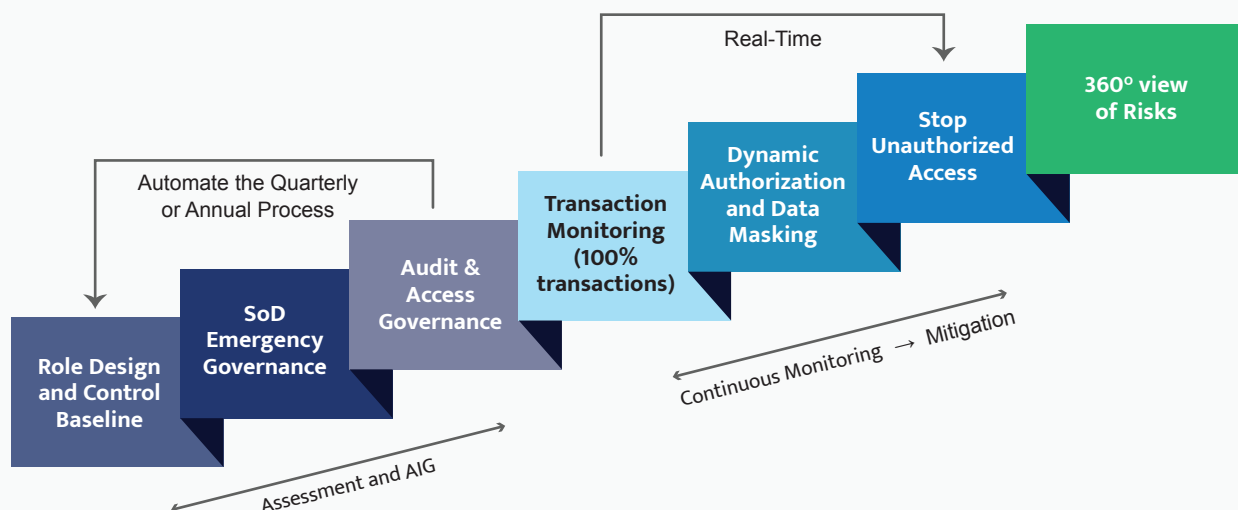 Real-Time
Automate the Quarterly
or Annual Process
Role Design
and Control
Baseline
SoD
Emergency
Governance
Audit &
Access
Governance
Transaction
Monitoring
(100%
transactions)
Dynamic
Authorization
and Data
Masking
Stop
Unauthorized
Access
360° view
of Risks
Assessment and AIG
Continuous Monitoring → Mitigation